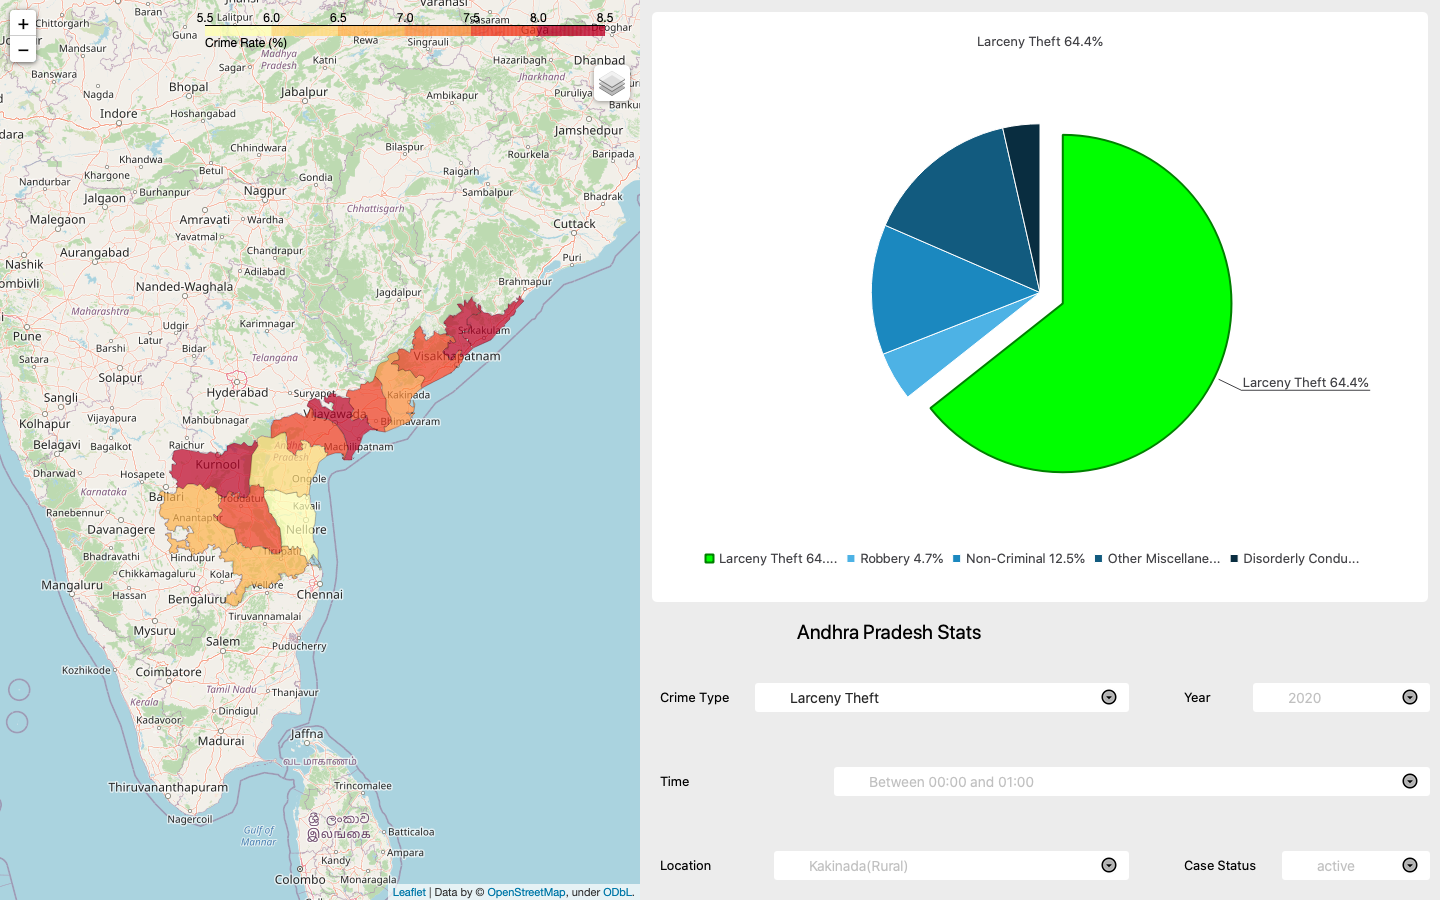 +
−
5.5 6.0 6.5 7.0 7.5 8.0 8.5
Crime Rate (%)
Varanasi
Chittorgarh
Lalitpur
Sasaram
Guna
Deoghar
Mandsaur
Rewa
Singrauli
Madhya
Pradesh
Banswara
Sagar
Katni
Hazaribagh
Dhanbad
Jharkhand
Bhopal
Nagda
Jabalpur
Ambikapur
Puruliya
Indore
Hoshangabad
Jamshedpur
Chhindwara
Bilaspur
Rourkela
Baripada
Khandwa
Khargone
Betul
Gondia
Raigarh
Nandurbar
Burhanpur
Nagpur
Sambalpur
Jalgaon
Bhadrak
Malegaon
Amravati
Wardha
Chhattisgarh
Yavatmal
Cuttack
Aurangabad
Chandrapur
Puri
Nashik
Adilabad
ombivli
Nanded-Waghala
Jagdalpur
Brahmapur
Maharashtra
Udgir
Karimnagar
Pune
Latur
Srikakulam
Barshi
Bidar
Satara
Telangana
Visakhapatnam
Solapur
Hyderabad
Suryapet
Kakinada
Sangli
Vijayapura
Vijayawada
Kolhapur
Mahbubnagar
Bhimavaram
Belagavi
Bagalkot
Raichur
Machilipatnam
Andhra
Pradesh
Dharwad
Hosapete
Kurnool
Ongole
Karnataka
Ballari
Proddatur
Ranebennur
Kavali
Davanagere
Anantapur
Nellore
Bhadravathi
Hindupur
Tirupati
Chikkamagaluru
Kolar
Mangaluru
Vellore
Hassan
Bengaluru
Chennai
Tiruvannamalai
Mysuru
Salem
Puducherry
Kozhikode
Coimbatore
Tamil Nadu
Thanjavur
Kerala
Dindigul
Kadavoor
Madurai
Jaffna
வட மாகாணம்
Thiruvananthapuram
Trincomalee
Nagercoil
Gulf of
Mannar
ශ්‍රී ලංකාව
இலங்கை
Batticaloa
Ampara
Kandy
Colombo
Monaragala
Leaflet | Data by © OpenStreetMap, under ODbL.
Larceny Theft 64.4%
Larceny Theft 64.4%
Larceny Theft 64.... Robbery 4.7% Non-Criminal 12.5% Other Miscellane... Disorderly Condu...
Andhra Pradesh Stats
Crime Type Larceny Theft Year 2020
Time Between 00:00 and 01:00
Location Kakinada(Rural) Case Status active